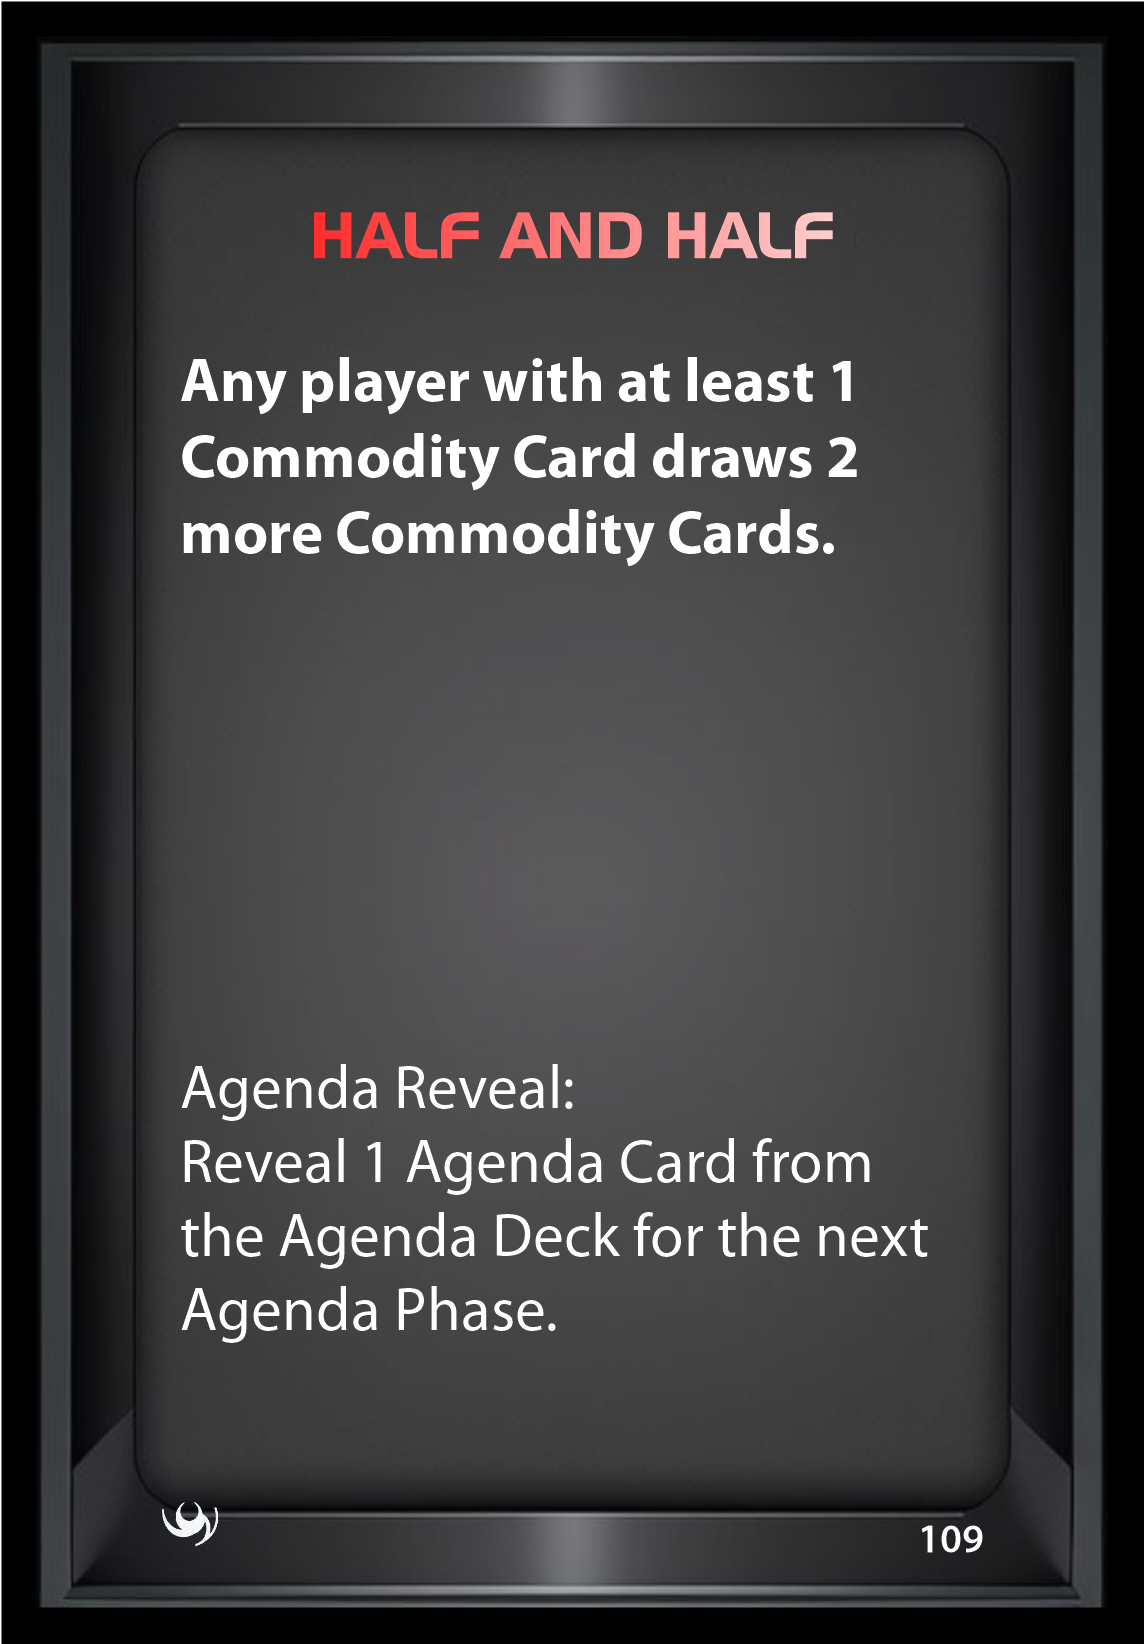 HALF AND HALF
Any player with at least 1
Commodity Card draws 2
more Commodity Cards.
Agenda Reveal:
Reveal 1 Agenda Card from
the Agenda Deck for the next
Agenda Phase.
109